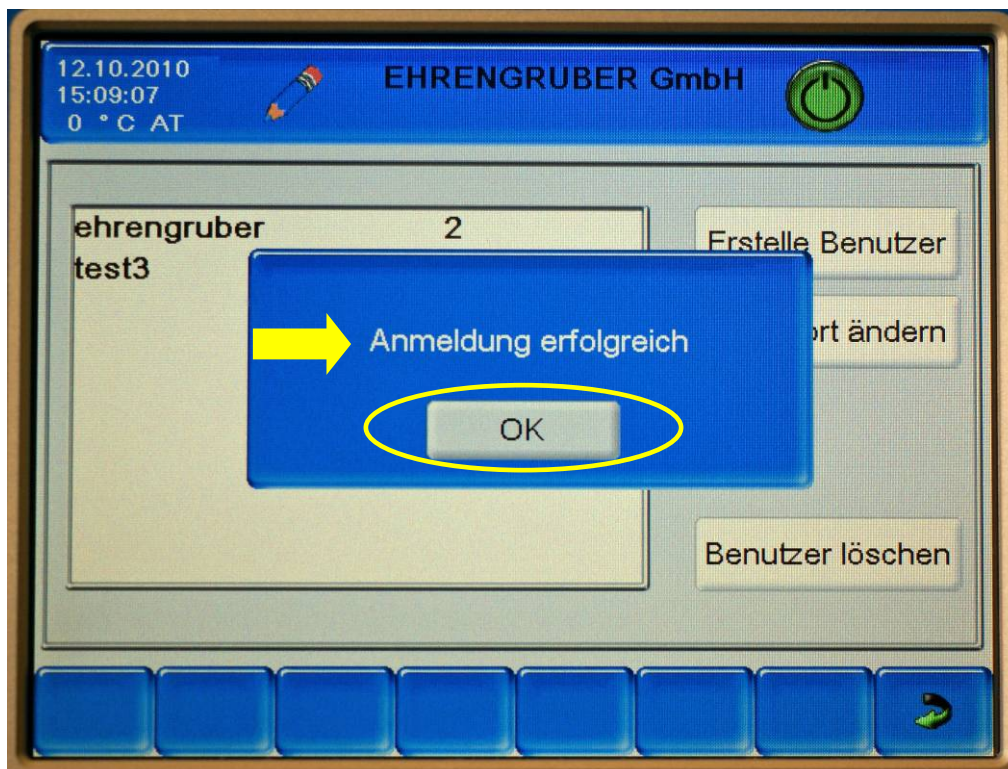 12.10.2010
15:09:07
0 °C AT
EHRENGRUBER GmbH
ehrengruber 2
test3
Erstelle Benutzer
ort ändern
Anmeldung erfolgreich
OK
Benutzer löschen